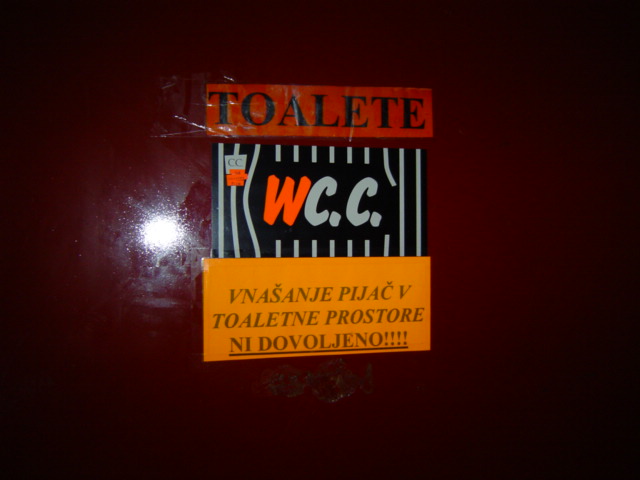 TOALETE
CC
WC.C.
VNAŠANJE PIJAČ V
TOALETNE PROSTORE
NI DOVOLJENO!!!!